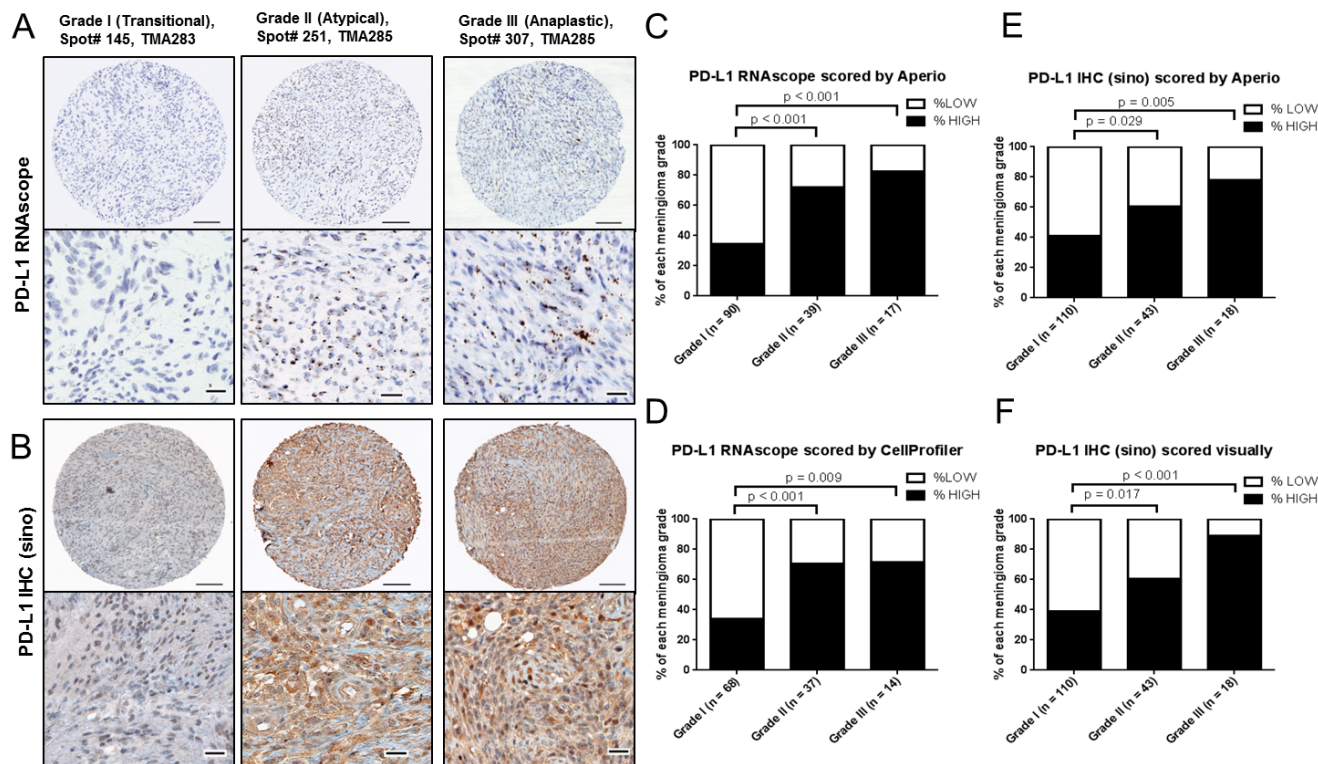 A
Grade I (Transitional),
Spot# 145, TMA283
Grade II (Atypical),
Spot# 251, TMA285
Grade III (Anaplastic),
Spot# 307, TMA285
PD-L1 RNAscope
B
PD-L1 IHC (sino)
C
PD-L1 RNAscope scored by Aperio
p < 0.001
p < 0.001
%LOW
% HIGH
% of each meningioma grade
100
80
60
40
20
0
Grade I (n = 90)
Grade II (n = 39)
Grade III (n = 17)
D
PD-L1 RNAscope scored by CellProfiler
p = 0.009
p < 0.001
%LOW
% HIGH
% of each meningioma grade
100
80
60
40
20
0
Grade I (n = 68)
Grade II (n = 37)
Grade III (n = 14)
E
PD-L1 IHC (sino) scored by Aperio
p = 0.005
p = 0.029
% LOW
% HIGH
% of each meningioma grade
100
80
60
40
20
0
Grade I (n = 110)
Grade II (n = 43)
Grade III (n = 18)
F
PD-L1 IHC (sino) scored visually
p < 0.001
p = 0.017
% LOW
% HIGH
% of each meningioma grade
100
80
60
40
20
0
Grade I (n = 110)
Grade II (n = 43)
Grade III (n = 18)